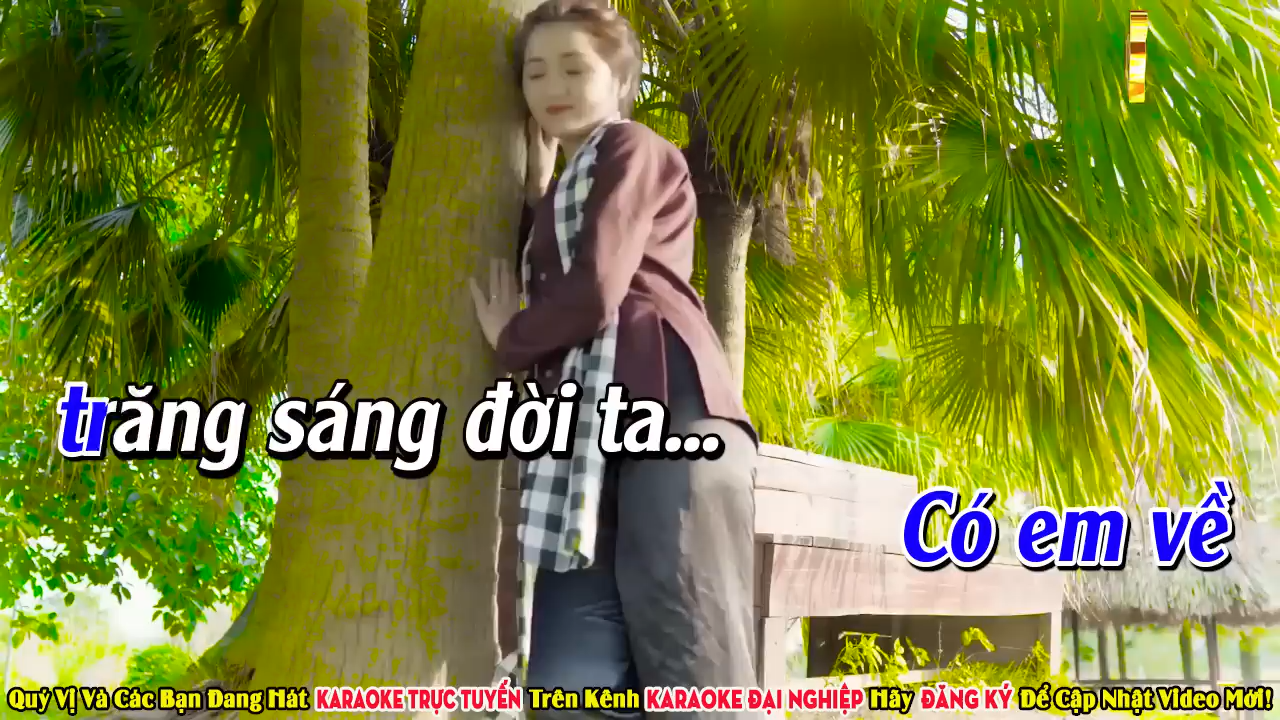 trăng sáng đời ta...
Có em về
Quý Vị Và Các Bạn Đang Hát KARAOKE TRỰC TUYẾN Trên Kênh KARAOKE ĐẠI NGHIỆP Hãy ĐĂNG KÝ Để Cập Nhật Video Mới!